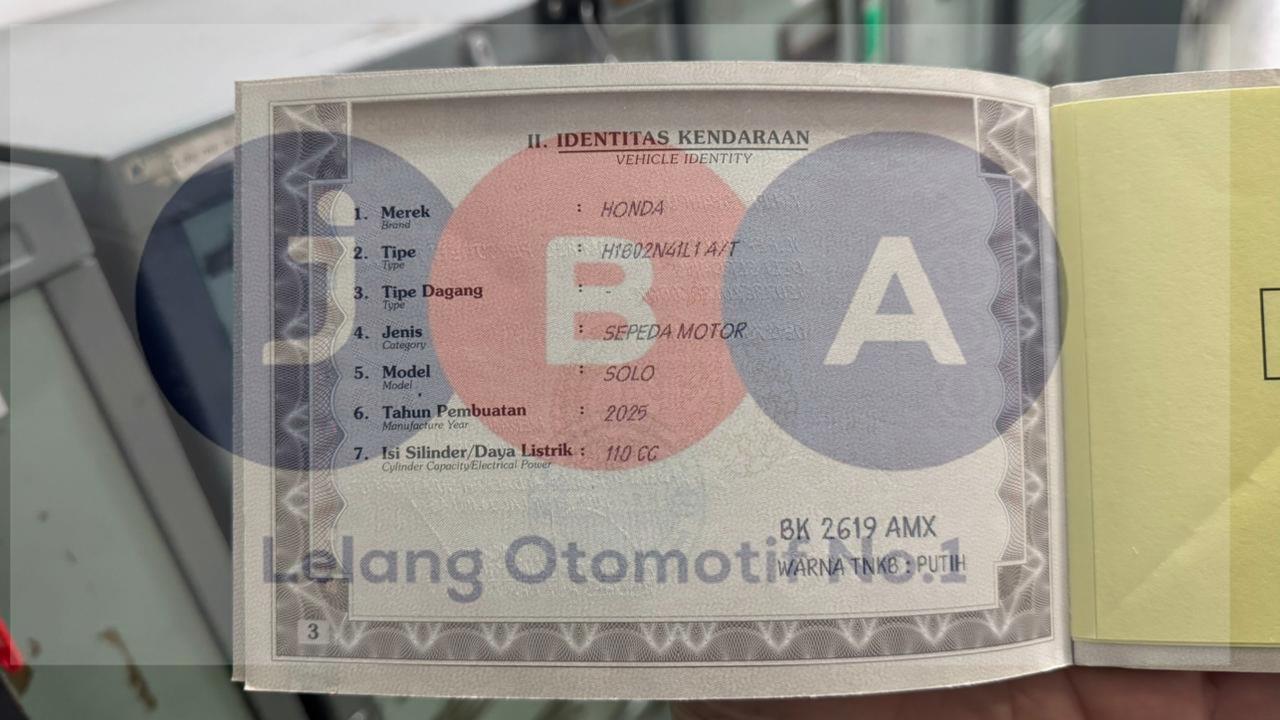 II. IDENTITAS KENDARAAN
VEHICLE IDENTITY
1. Merek : HONDA
Brand
2. Tipe : H1B02N41L1 A/T
Type
3. Tipe Dagang : -
Type
4. Jenis : SEPEDA MOTOR
Category
5. Model : SOLO
Model
6. Tahun Pembuatan : 2025
Manufacture Year
7. Isi Silinder/Daya Listrik : 110 CC
Cylinder Capacity/Electrical Power
BK 2619 AMX
WARNA TNKB : PUTIH
3
jBA
Lelang Otomotif No.1